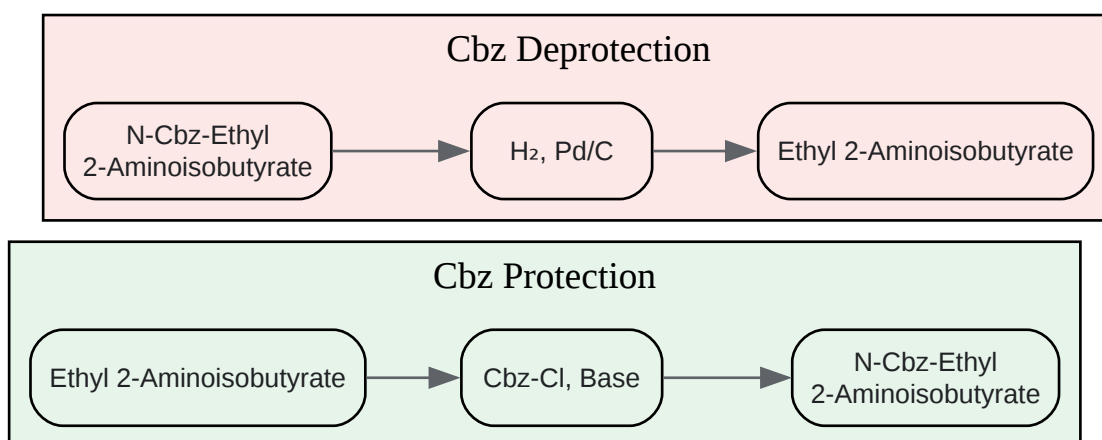 Cbz Deprotection
N-Cbz-Ethyl
2-Aminoisobutyrate
H₂, Pd/C
Ethyl 2-Aminoisobutyrate
Cbz Protection
Ethyl 2-Aminoisobutyrate
Cbz-Cl, Base
N-Cbz-Ethyl
2-Aminoisobutyrate